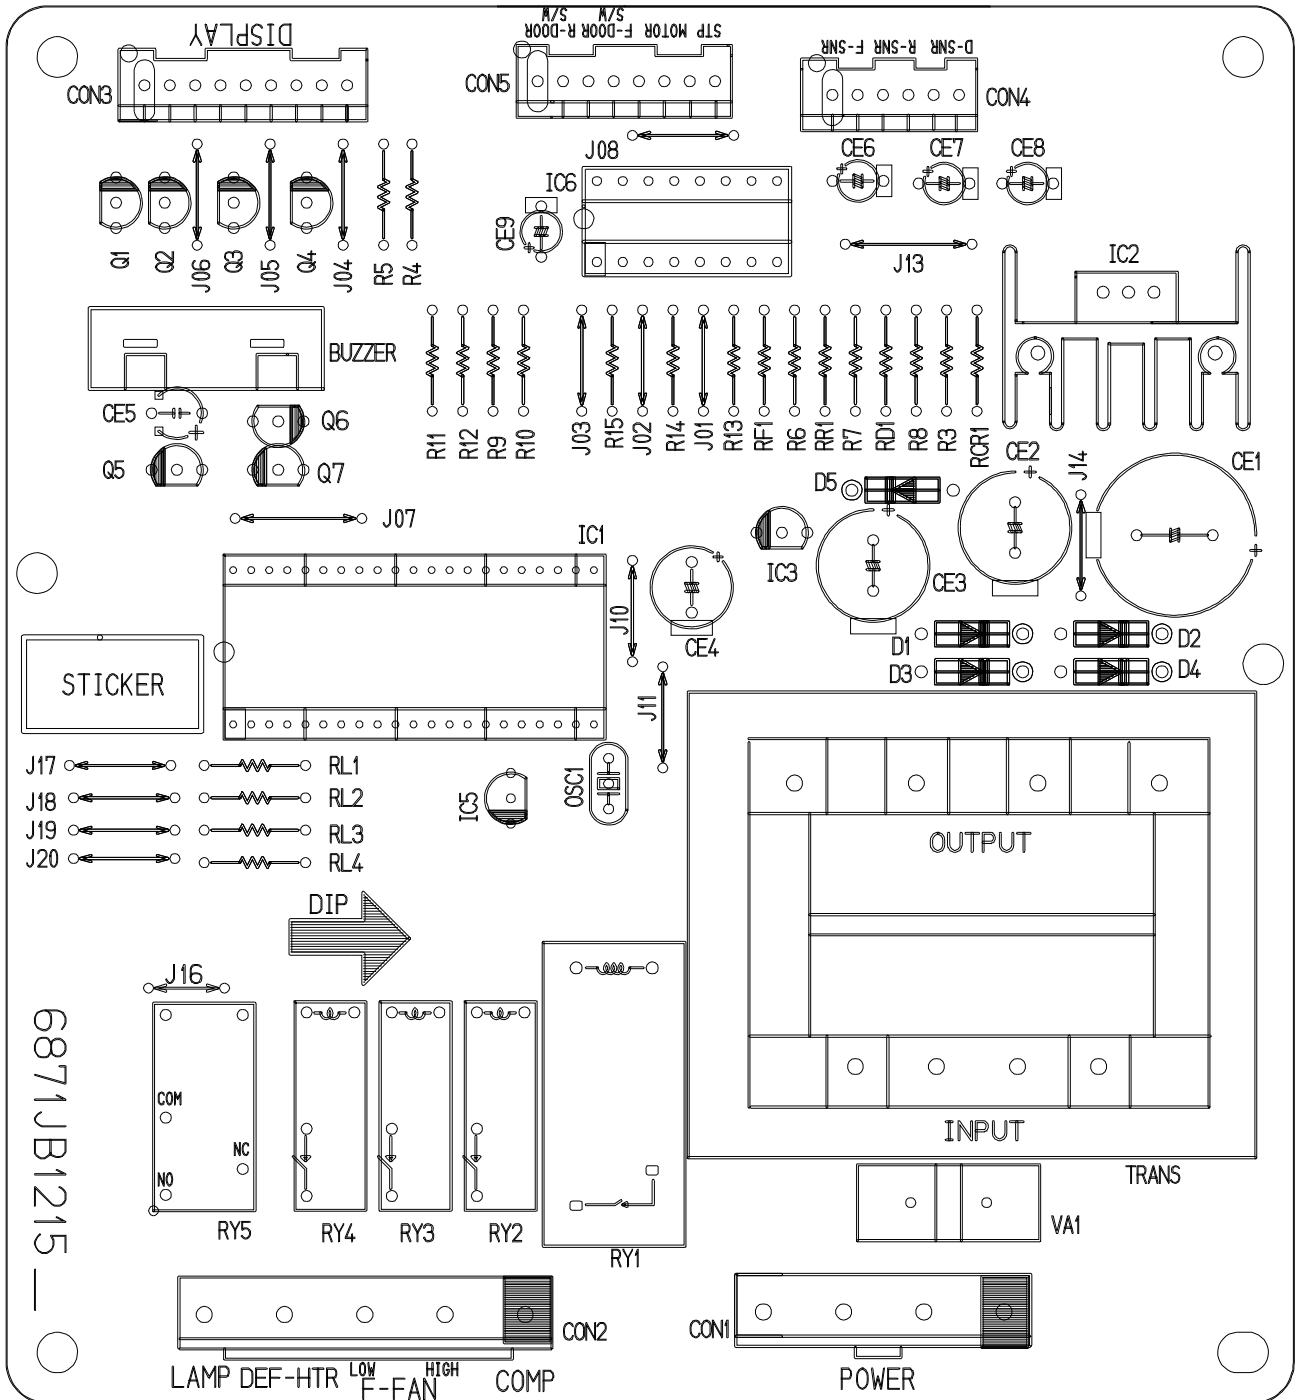 DISPLAY
S/W
S/W
R-DOOR
F-DOOR
MOTOR
STP
F-SNR
R-SNR
D-SNR
CON3
CON5
CON4
J08
IC6
CE6
CE7
CE8
CE9
Q1
Q2
J06
Q3
J05
Q4
J04
R5
R4
J13
IC2
BUZZER
CE5
Q6
Q5
Q7
R11
R12
R9
R10
J03
R15
J02
R14
J01
R13
RF1
R6
RR1
R7
RD1
R8
R3
RCR1
CE2
J14
CE1
D5
J07
IC1
IC3
CE3
J10
CE4
D1
D2
D3
D4
STICKER
J11
J17
RL1
J18
RL2
J19
RL3
J20
RL4
IC5
OSC1
OUTPUT
DIP
J16
6871JB1215_
COM
NC
NO
INPUT
TRANS
RY5
RY4
RY3
RY2
RY1
VA1
CON2
CON1
LAMP
DEF-HTR
LOW
HIGH
F-FAN
COMP
POWER